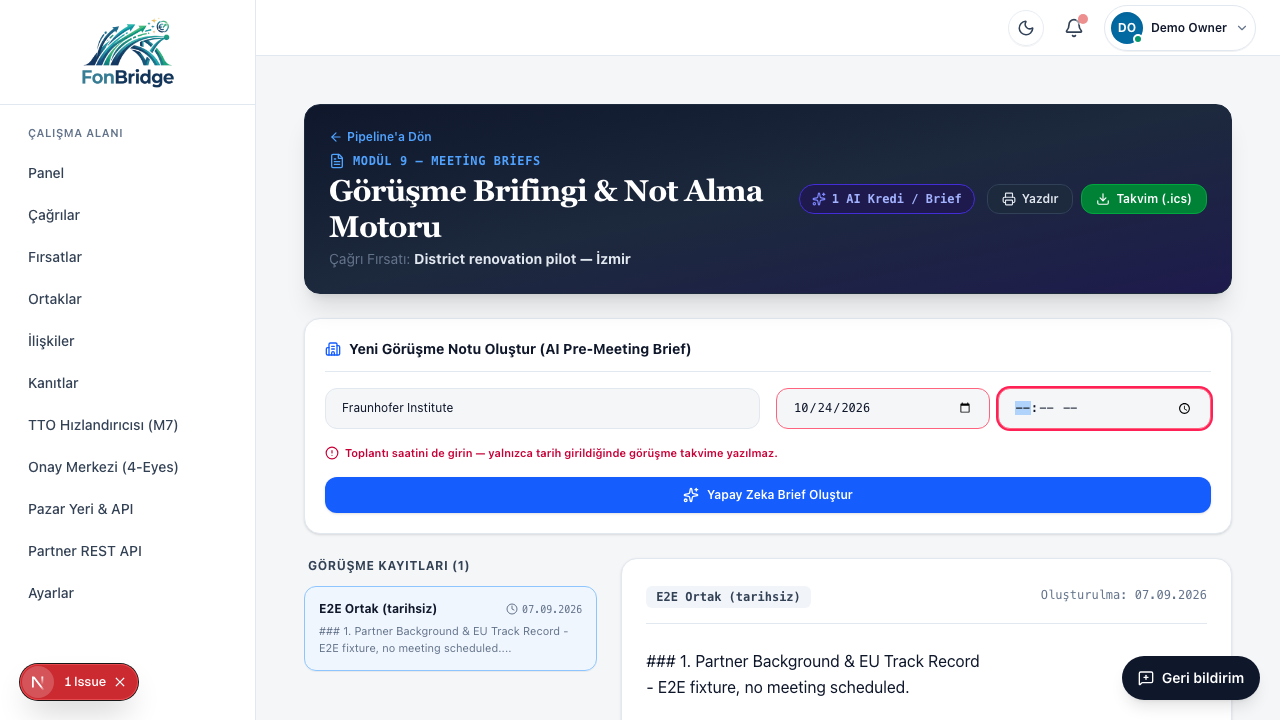 FonBridge
ÇALIŞMA ALANI
Panel
Çağrılar
Fırsatlar
Ortaklar
İlişkiler
Kanıtlar
TTO Hızlandırıcısı (M7)
Onay Merkezi (4-Eyes)
Pazar Yeri & API
Partner REST API
Ayarlar
N 1 Issue
DO Demo Owner
Pipeline'a Dön
MODÜL 9 — MEETİNG BRİEFS
Görüşme Brifingi & Not Alma
Motoru
Çağrı Fırsatı: District renovation pilot — İzmir
1 AI Kredi / Brief
Yazdır
Takvim (.ics)
Yeni Görüşme Notu Oluştur (AI Pre-Meeting Brief)
Fraunhofer Institute
10/24/2026
--:-- --
Toplantı saatini de girin — yalnızca tarih girildiğinde görüşme takvime yazılmaz.
Yapay Zeka Brief Oluştur
GÖRÜŞME KAYITLARI (1)
E2E Ortak (tarihsiz) 07.09.2026
### 1. Partner Background & EU Track Record -
E2E fixture, no meeting scheduled....
E2E Ortak (tarihsiz)
Oluşturulma: 07.09.2026
### 1. Partner Background & EU Track Record
- E2E fixture, no meeting scheduled.
Geri bildirim